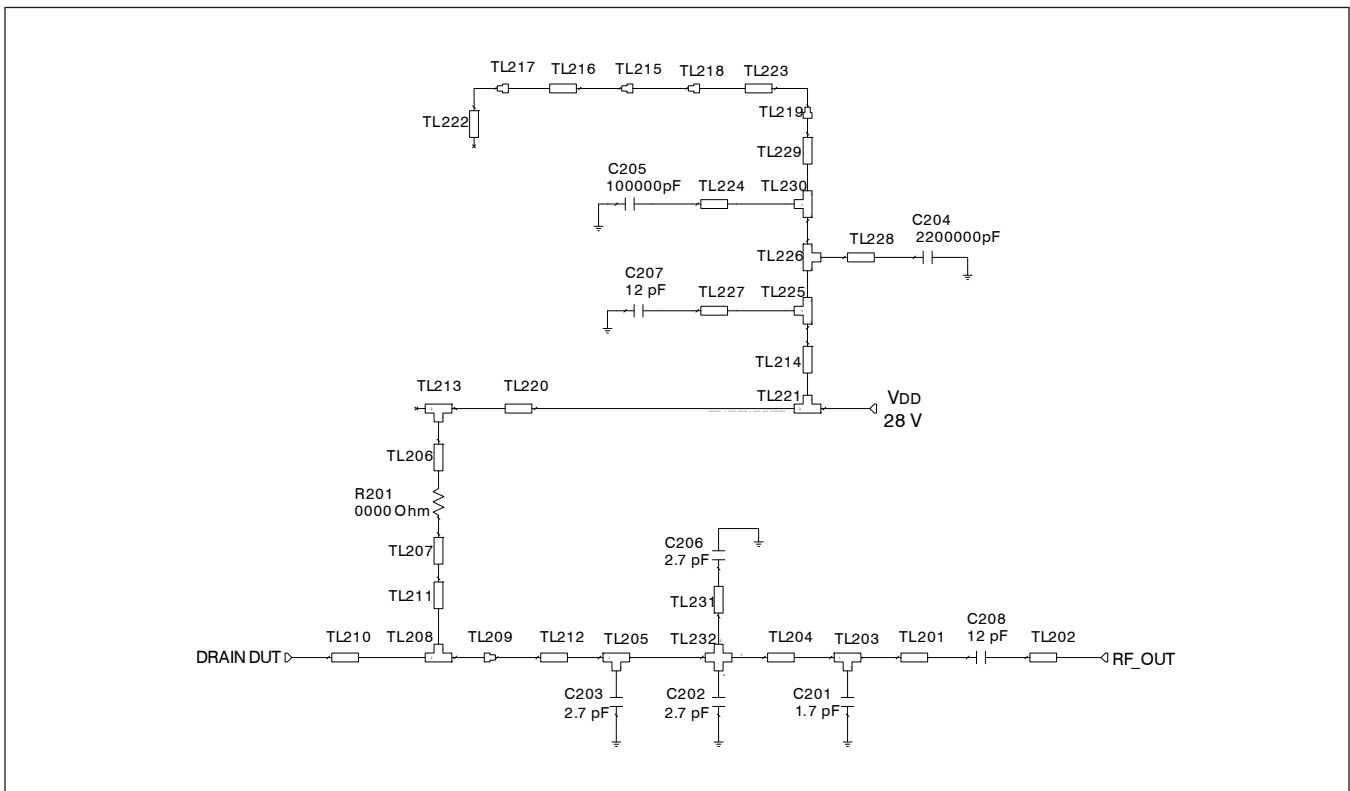 TL217 TL216 TL215 TL218 TL223
TL222
TL219
TL229
C205
100000pF
TL224
TL230
C204
2200000pF
TL228
TL226
C207
12 pF
TL227
TL225
TL214
TL213
TL220
TL221
VDD
28 V
TL206
R201
0000 Ohm
TL207
C206
2.7 pF
TL211
TL231
DRAIN DUT
TL210
TL208
TL209
TL212
TL205
TL232
TL204
TL203
TL201
C208
12 pF
TL202
RF_OUT
C203
2.7 pF
C202
2.7 pF
C201
1.7 pF